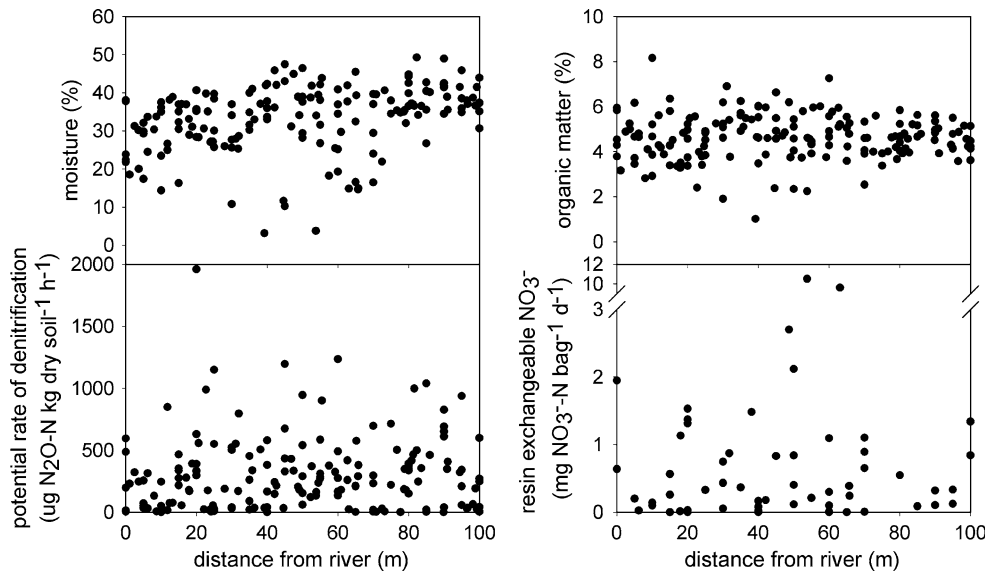 60
50
40
30
20
10
0
moisture (%)
10
8
6
4
2
0
organic matter (%)
2000
1500
1000
500
0
potential rate of denitrification
(ug N2O-N kg dry soil-1 h-1)
0 20 40 60 80 100
distance from river (m)
12
10
3
2
1
0
resin exchangeable NO3-
(mg NO3--N bag-1 d-1)
0 20 40 60 80 100
distance from river (m)